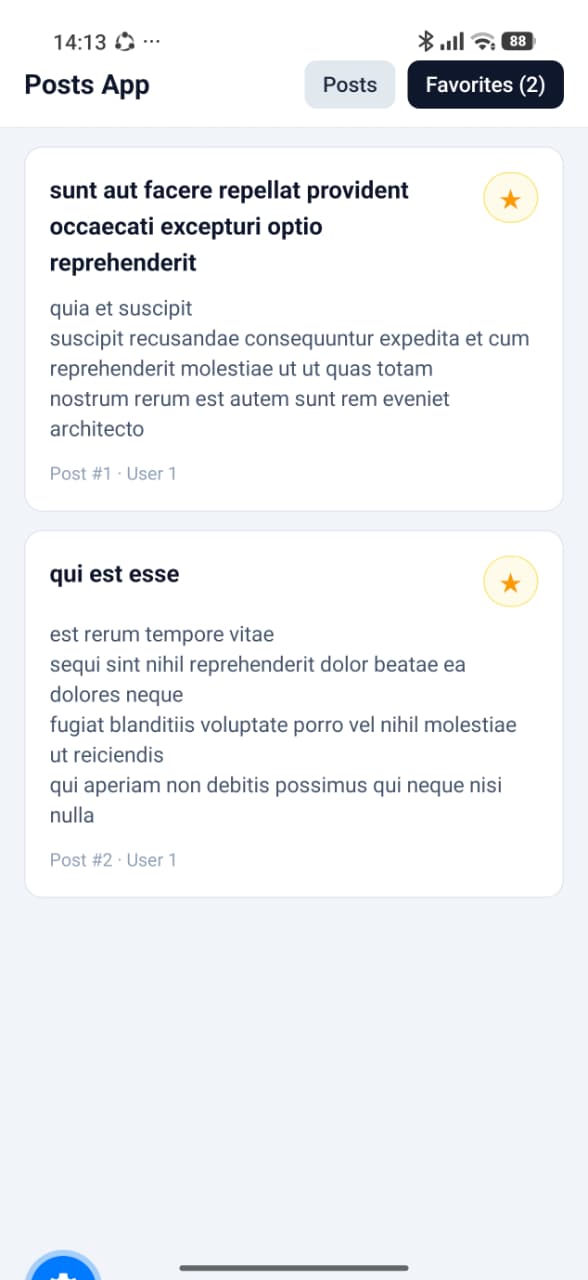 14:13 ...
88
Posts App
Posts
Favorites (2)
sunt aut facere repellat provident
occaecati excepturi optio
reprehenderit
quia et suscipit
suscipit recusandae consequuntur expedita et cum
reprehenderit molestiae ut ut quas totam
nostrum rerum est autem sunt rem eveniet
architecto
Post #1 · User 1
qui est esse
est rerum tempore vitae
sequi sint nihil reprehenderit dolor beatae ea
dolores neque
fugiat blanditiis voluptate porro vel nihil molestiae
ut reiciendis
qui aperiam non debitis possimus qui neque nisi
nulla
Post #2 · User 1